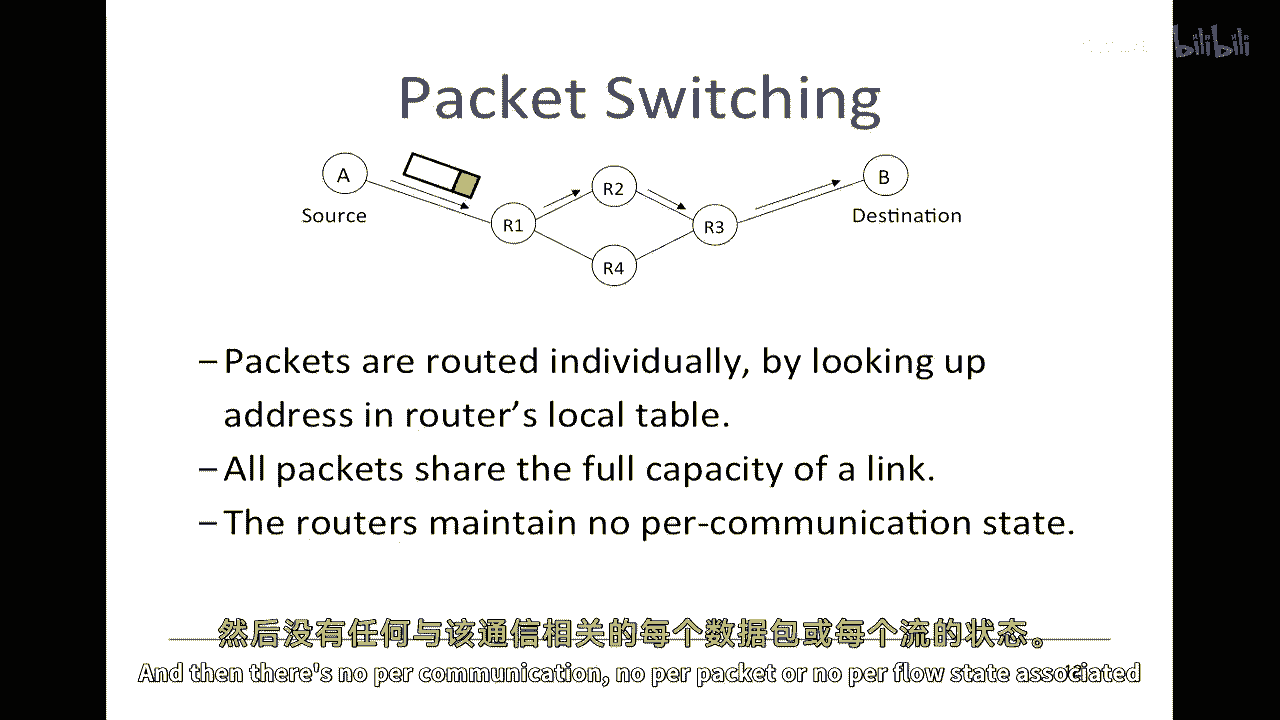 bilibili
Packet Switching
A
R2
B
Source
R1
R3
Destination
R4
– Packets are routed individually, by looking up
address in router’s local table.
– All packets share the full capacity of a link.
– The routers maintain no per-communication state.
然后没有任何与该通信相关的每个数据包或每个流的状态。
And then there's no per communication, no per packet or no per flow state associated